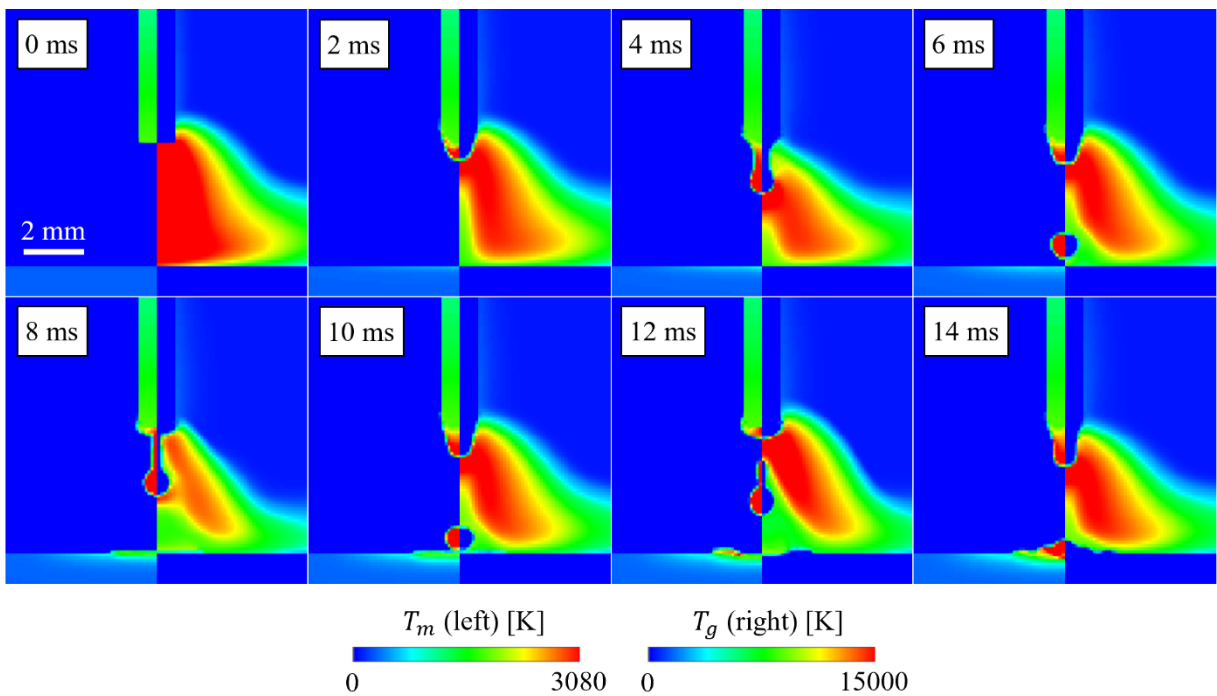 0 ms
2 ms
4 ms
6 ms
2 mm
8 ms
10 ms
12 ms
14 ms
T_m (left) [K]
T_g (right) [K]
0
3080
0
15000